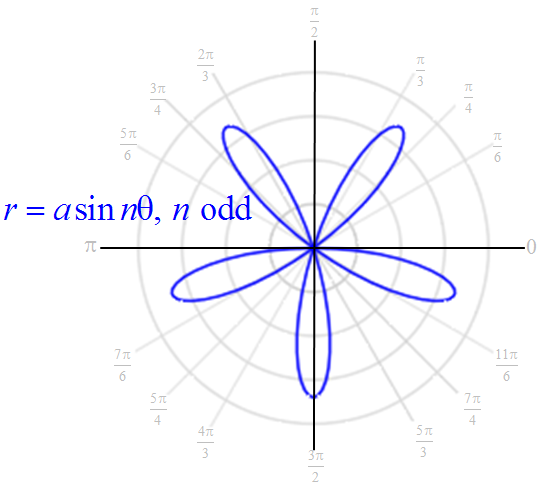 π/2
2π/3
π/3
3π/4
π/4
5π/6
π/6
r = a sin nθ, n odd
π
0
7π/6
11π/6
5π/4
7π/4
4π/3
5π/3
3π/2